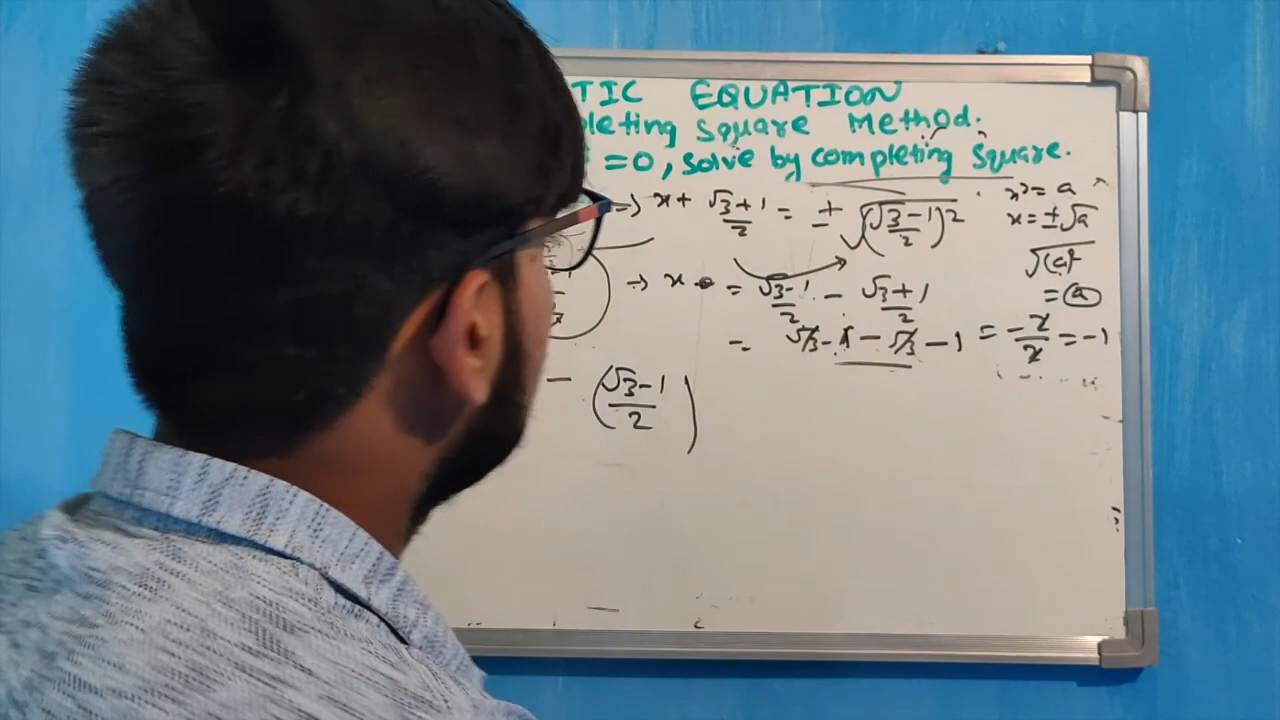 TIC EQUATION
pleting square Method.
=0, solve by completing square.
=> x + √3+1/2 = ± √(√3-1/2)²
→ x = √3-1/2 - √3+1/2
= √3 - 1 - √3 - 1 = -2/2 = -1
- (√3-1/2)
x² = a
x = ±√a
√(a)²
= a